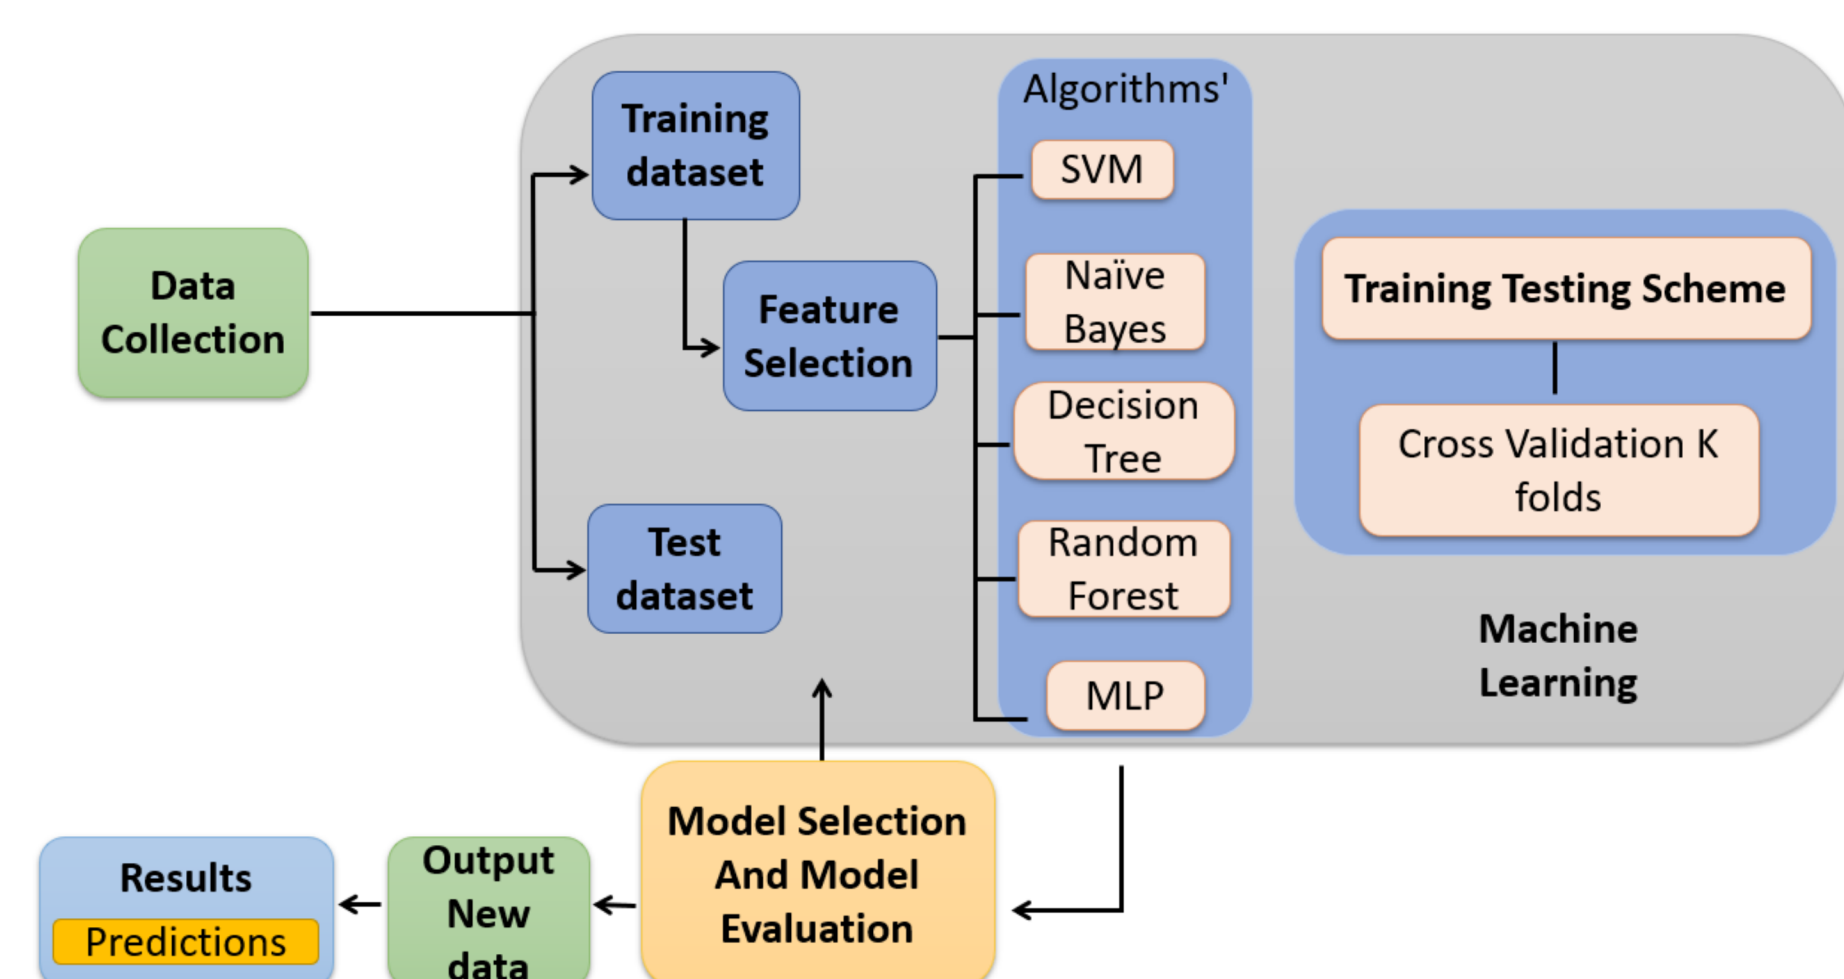 Training
dataset
Data
Collection
Feature
Selection
Test
dataset
Algorithms'
SVM
Naïve
Bayes
Decision
Tree
Random
Forest
MLP
Training Testing Scheme
Cross Validation K
folds
Machine
Learning
Model Selection
And Model
Evaluation
Output
New
data
Results
Predictions